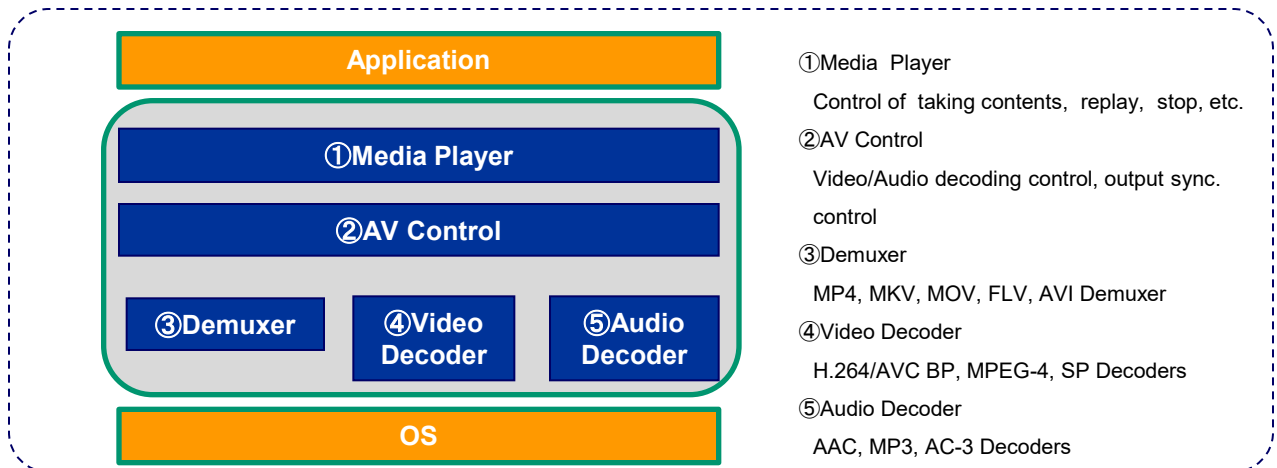 Application
①Media Player
②AV Control
③Demuxer
④Video
Decoder
⑤Audio
Decoder
OS
①Media Player
Control of taking contents, replay, stop, etc.
②AV Control
Video/Audio decoding control, output sync.
control
③Demuxer
MP4, MKV, MOV, FLV, AVI Demuxer
④Video Decoder
H.264/AVC BP, MPEG-4, SP Decoders
⑤Audio Decoder
AAC, MP3, AC-3 Decoders